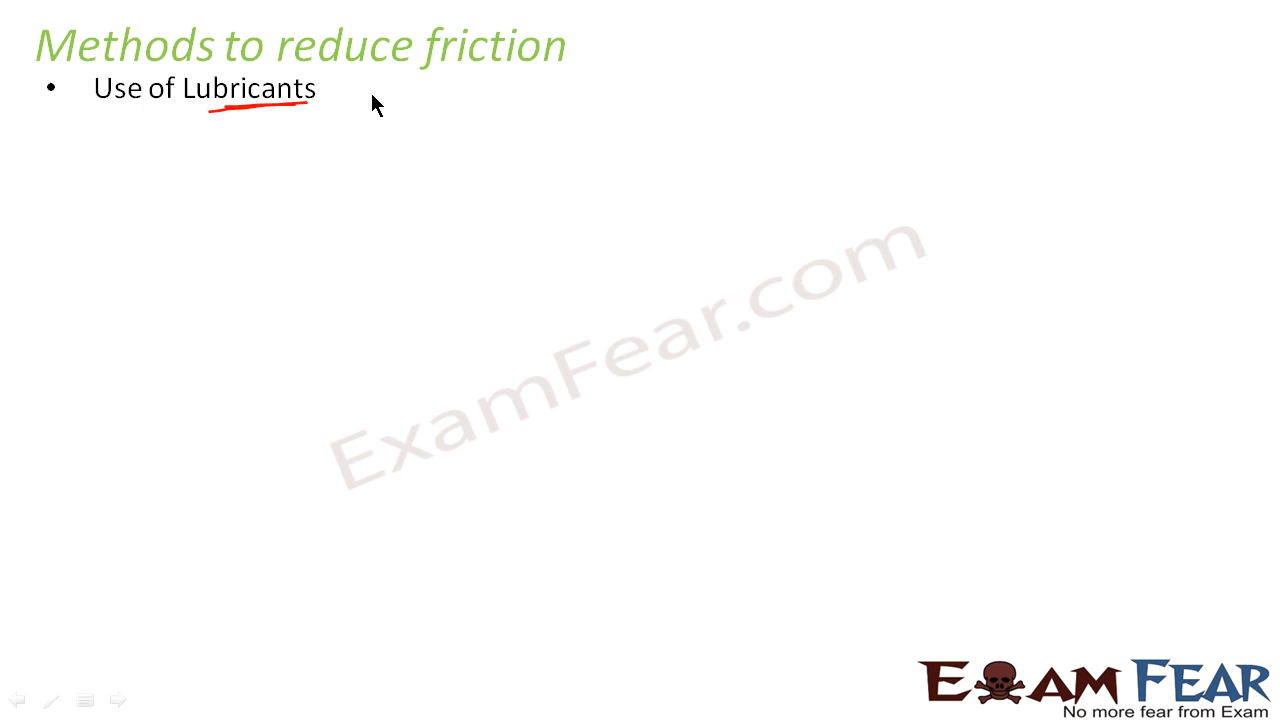 Methods to reduce friction
• Use of Lubricants
ExamFear.com
EXAM FEAR
No more fear from Exam